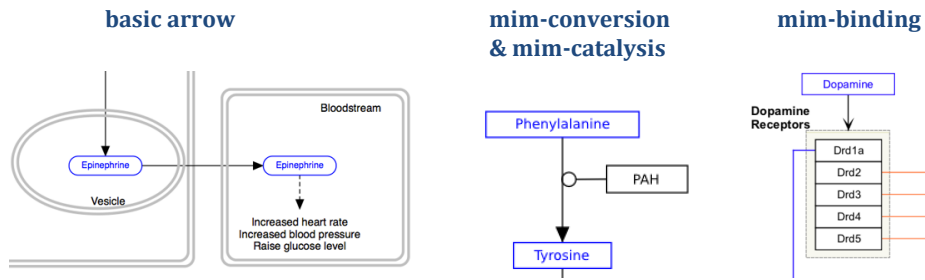 basic arrow
mim-conversion
& mim-catalysis
mim-binding
Bloodstream
Epinephrine
Epinephrine
Vesicle
Increased heart rate
Increased blood pressure
Raise glucose level
Phenylalanine
PAH
Tyrosine
Dopamine
Dopamine
Receptors
Drd1a
Drd2
Drd3
Drd4
Drd5